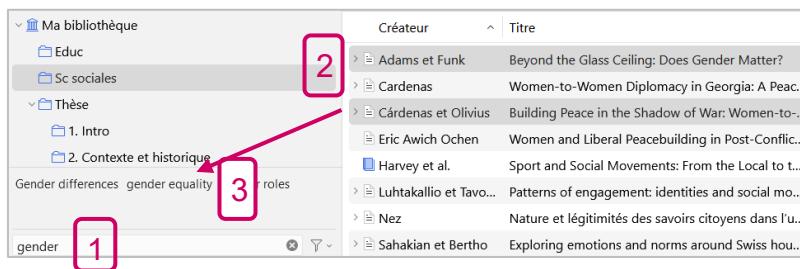 Ma bibliothèque
Educ
Sc sociales
Thèse
1. Intro
2. Contexte et historique
Gender differences gender equality roles
gender
1
2
3
Créateur Titre
Adams et Funk Beyond the Glass Ceiling: Does Gender Matter?
Cardenas Women-to-Women Diplomacy in Georgia: A Peac...
Cárdenas et Olivius Building Peace in the Shadow of War: Women-to-...
Eric Awich Ochen Women and Liberal Peacebuilding in Post-Conflic...
Harvey et al. Sport and Social Movements: From the Local to t...
Luhtakallio et Tavo... Patterns of engagement: identities and social mo...
Nez Nature et légitimités des savoirs citoyens dans l'u...
Sahakian et Bertho Exploring emotions and norms around Swiss hou...